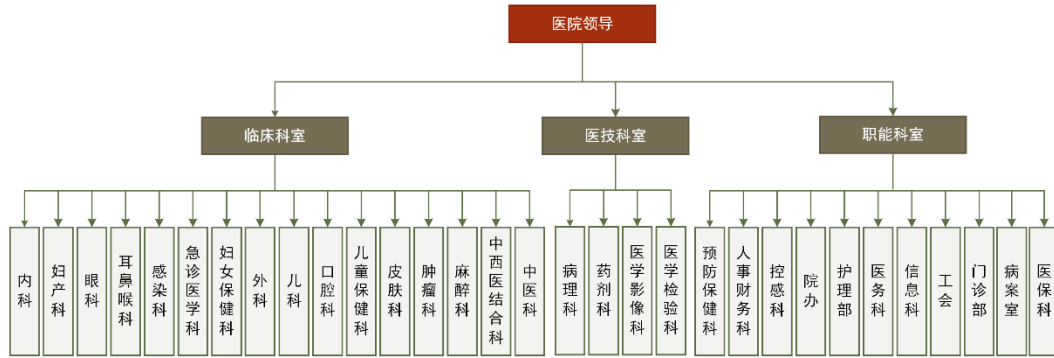 医院领导
临床科室
医技科室
职能科室
内科
妇产科
眼科
耳鼻喉科
感染科
急诊医学科
妇女保健科
外科
儿科
口腔科
儿童保健科
皮肤科
肿瘤科
麻醉科
中西医结合科
中医科
病理科
药剂科
医学影像科
医学检验科
预防保健科
人事财务科
控感科
院办
护理部
医务科
信息科
工会
门诊部
病案室
医保科